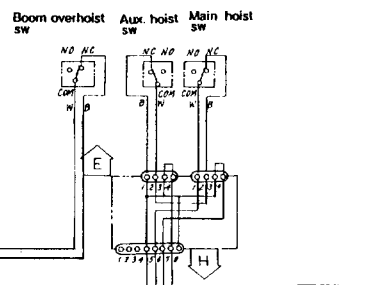 Boom overhoist sw
Aux. hoist sw
Main hoist sw
NO NC
NC NO
NO NC
COM
COM
COM
W B
B W
W B
E
1 2 3 4
1 2 3 4
1 2 3 4 5 6 7 8
H